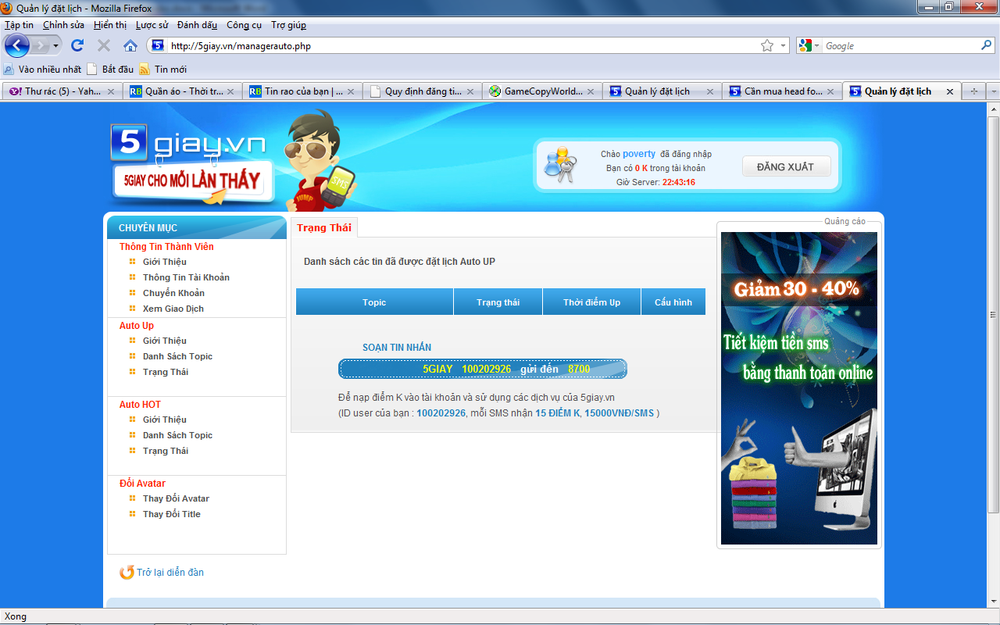 Quản lý đặt lịch - Mozilla Firefox
Tập tin Chỉnh sửa Hiển thị Lược sử Đánh dấu Công cụ Trợ giúp
http://5giay.vn/managerauto.php
Google
Vào nhiều nhất Bắt đầu Tin mới
Thư rác (5) - Yah...
Quần áo - Thời tr...
Tin rao của bạn | ...
Quy định đăng ti...
GameCopyWorld...
Quản lý đặt lịch
Cần mua head fo...
Quản lý đặt lịch
5 giay.vn
5GIAY CHO MỖI LẦN THẤY
SMS
JUMP
Chào poverty đã đăng nhập
Bạn có 0 K trong tài khoản
Giờ Server: 22:43:16
ĐĂNG XUẤT
CHUYÊN MỤC
Thông Tin Thành Viên
Giới Thiệu
Thông Tin Tài Khoản
Chuyển Khoản
Xem Giao Dịch
Auto Up
Giới Thiệu
Danh Sách Topic
Trạng Thái
Auto HOT
Giới Thiệu
Danh Sách Topic
Trạng Thái
Đổi Avatar
Thay Đổi Avatar
Thay Đổi Title
Trở lại diển đàn
Trạng Thái
Danh sách các tin đã được đặt lịch Auto UP
Topic Trạng thái Thời điểm Up Cấu hình
SOẠN TIN NHẮN
5GIAY 100202926 gửi đến 8700
Để nạp điểm K vào tài khoản và sử dụng các dịch vụ của 5giay.vn
(ID user của bạn : 100202926, mỗi SMS nhận 15 ĐIỂM K, 15000VNĐ/SMS )
Quảng cáo
Giảm 30 - 40%
Tiết kiệm tiền sms
bằng thanh toán online
Xong